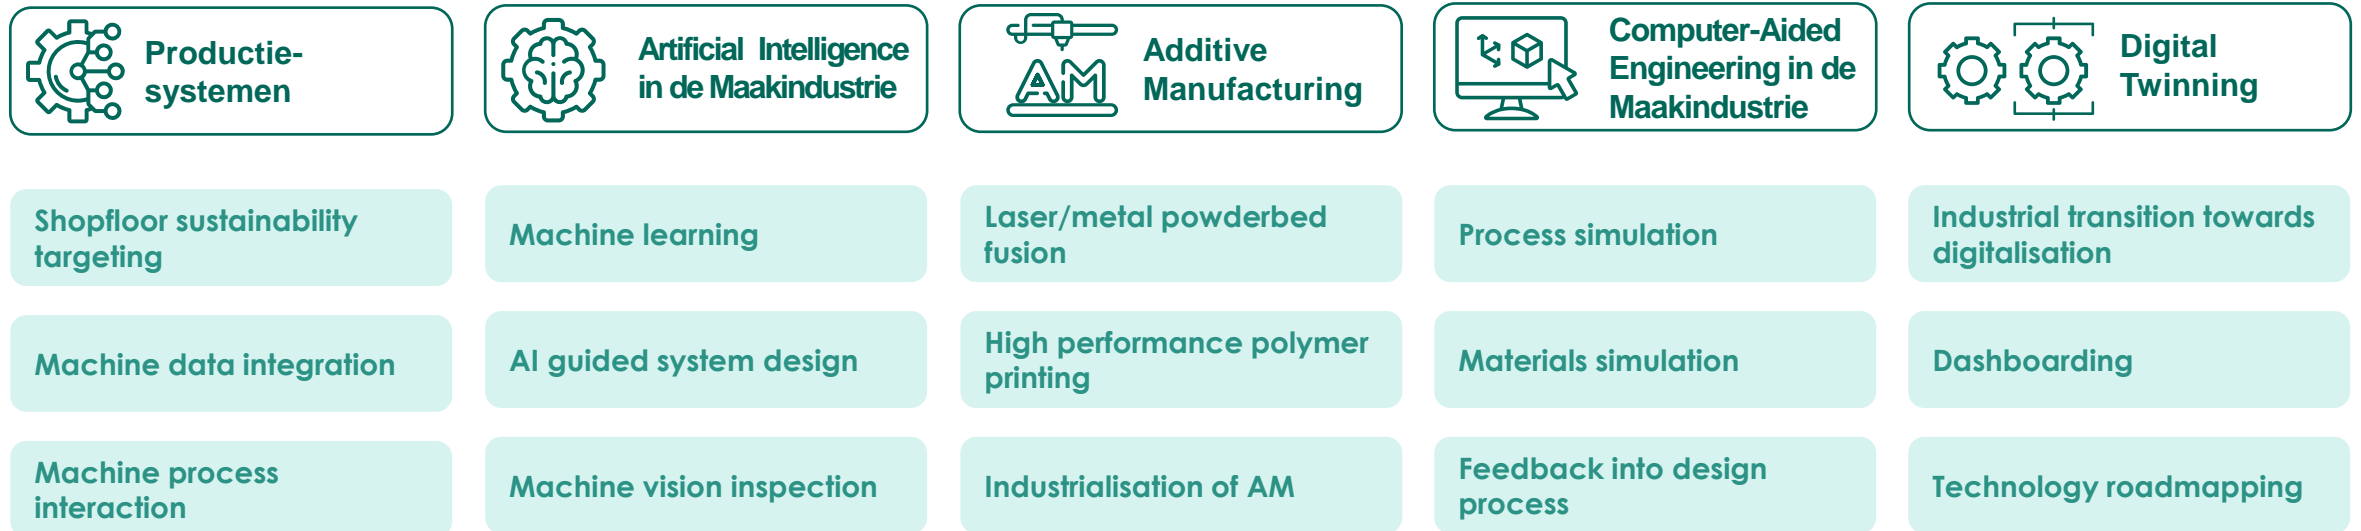 Productie-
systemen
Artificial Intelligence
in de Maakindustrie
AM
Additive
Manufacturing
Computer-Aided
Engineering in de
Maakindustrie
Digital
Twinning
Shopfloor sustainability
targeting
Machine learning
Laser/metal powderbed
fusion
Process simulation
Industrial transition towards
digitalisation
Machine data integration
AI guided system design
High performance polymer
printing
Materials simulation
Dashboarding
Machine process
interaction
Machine vision inspection
Industrialisation of AM
Feedback into design
process
Technology roadmapping